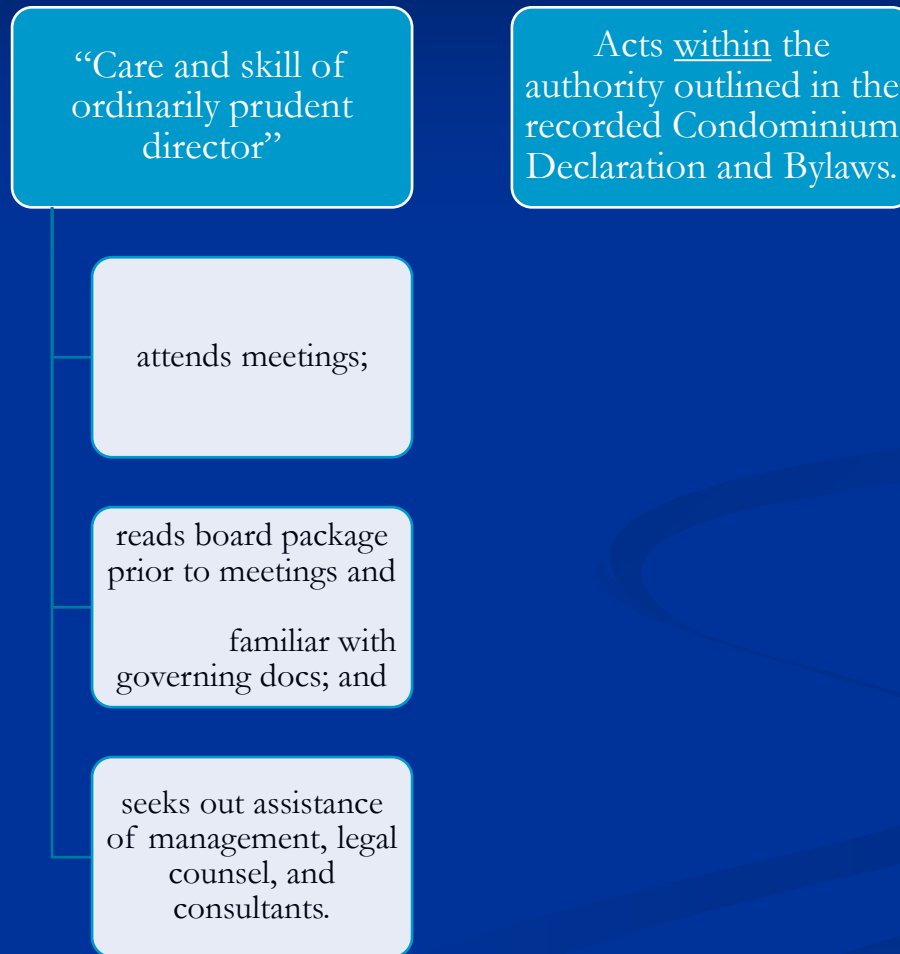 “Care and skill of
ordinarily prudent
director”
Acts within the
authority outlined in the
recorded Condominium
Declaration and Bylaws.
attends meetings;
reads board package
prior to meetings and
familiar with
governing docs; and
seeks out assistance
of management, legal
counsel, and
consultants.